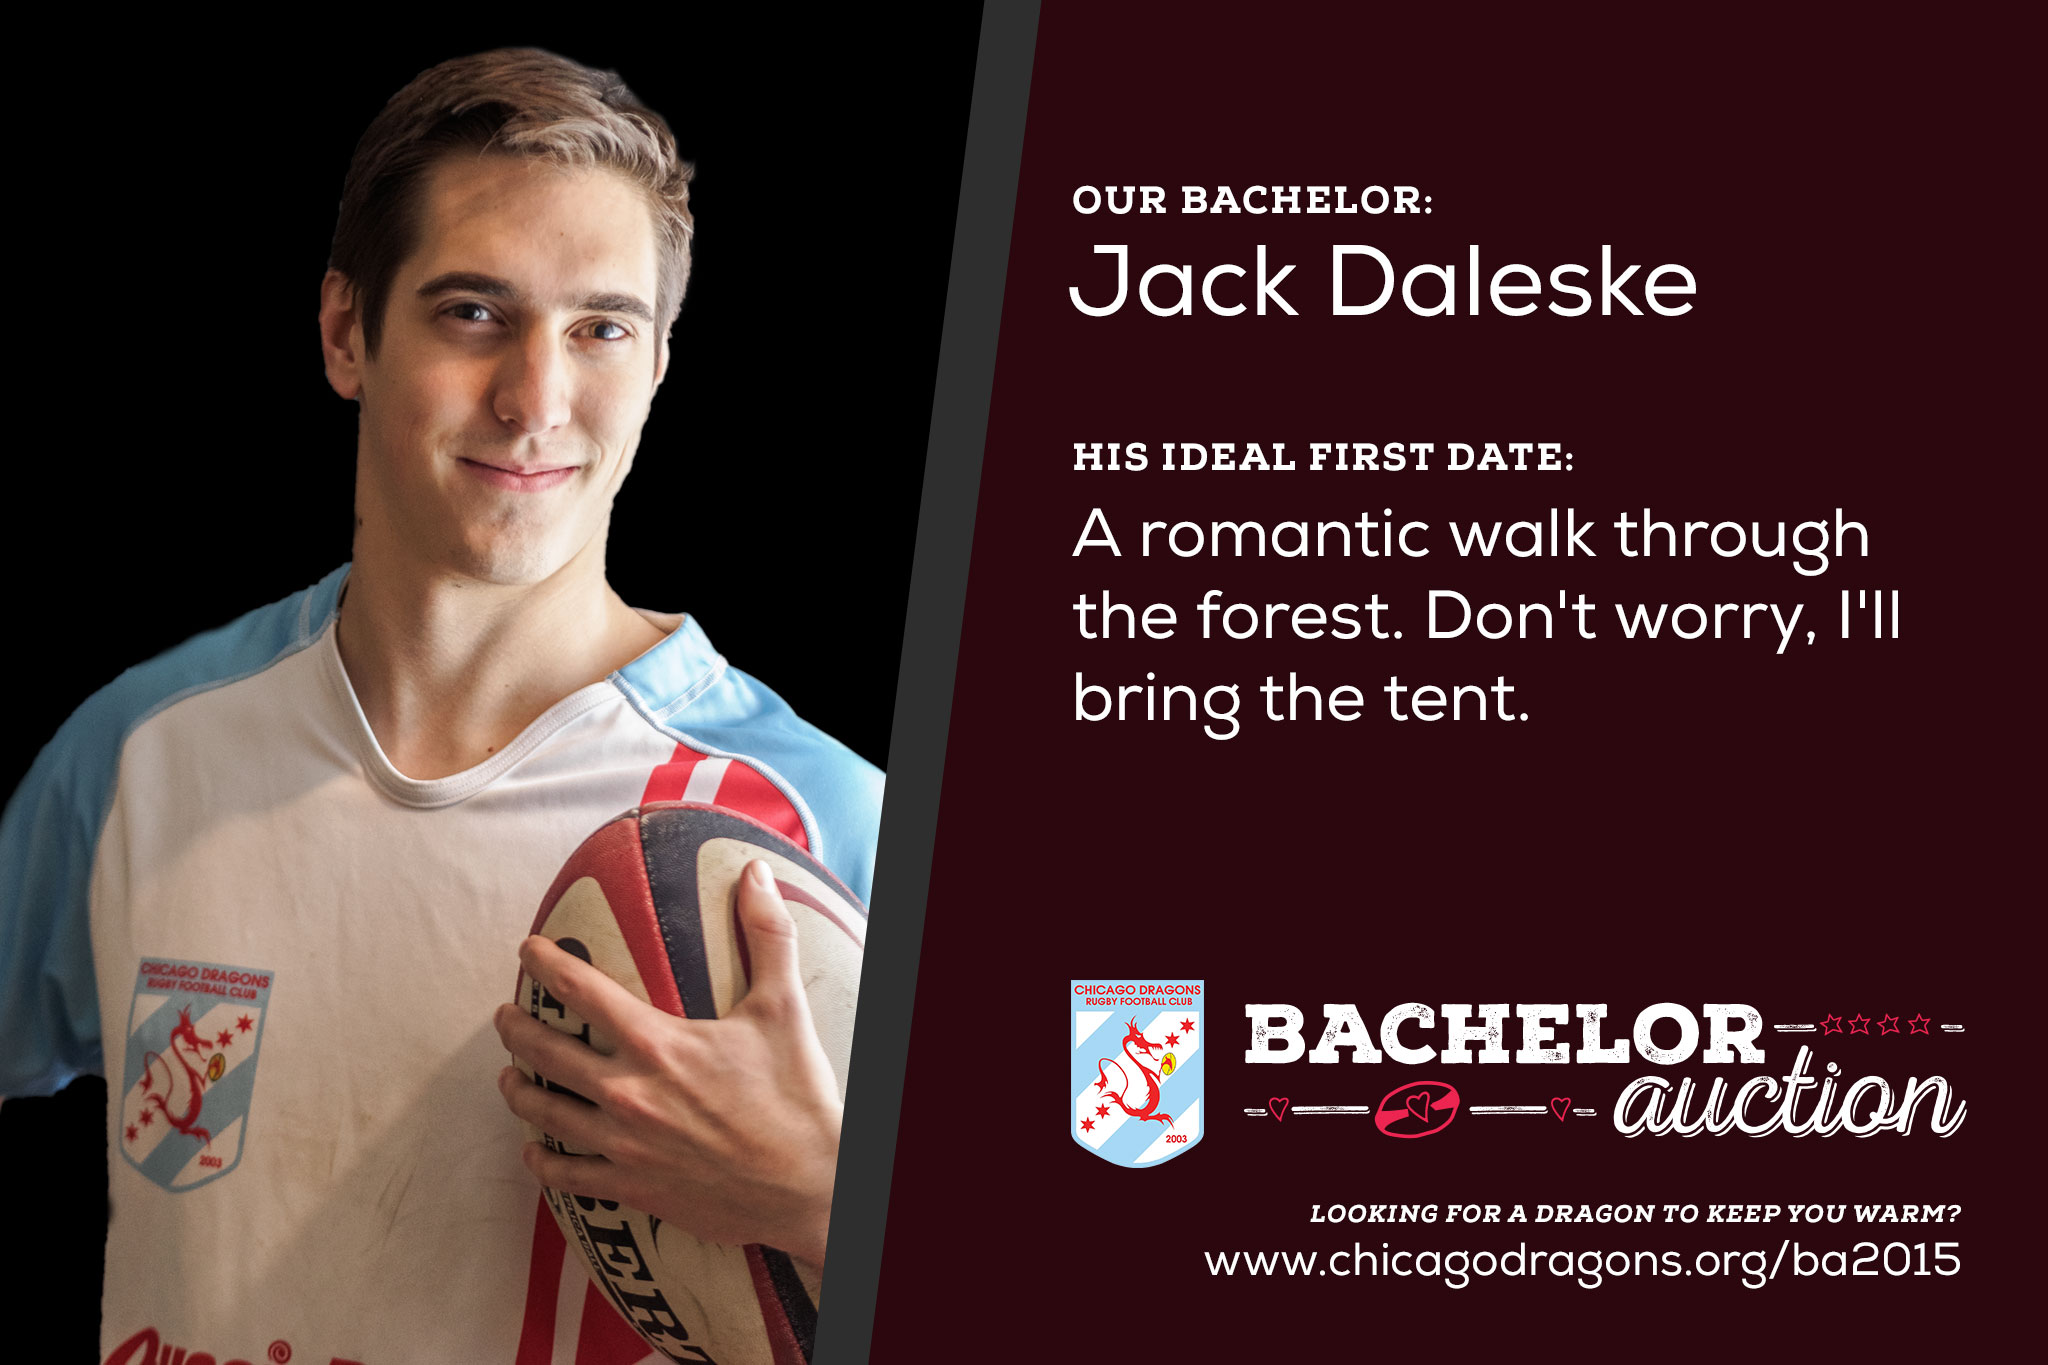 OUR BACHELOR:
Jack Daleske
HIS IDEAL FIRST DATE:
A romantic walk through
the forest. Don't worry, I'll
bring the tent.
CHICAGO DRAGONS
RUGBY FOOTBALL CLUB
2003
CHICAGO DRAGONS
RUGBY FOOTBALL CLUB
2003
BACHELOR
auction
LOOKING FOR A DRAGON TO KEEP YOU WARM?
www.chicagodragons.org/ba2015